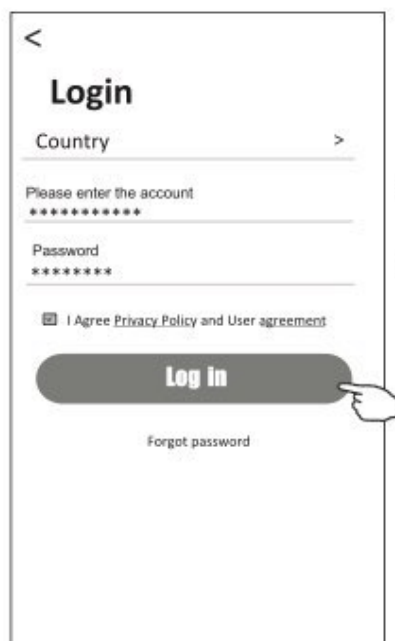 <
Login
Country >
Please enter the account
***********
Password
********
I Agree Privacy Policy and User agreement
Log in
Forgot password